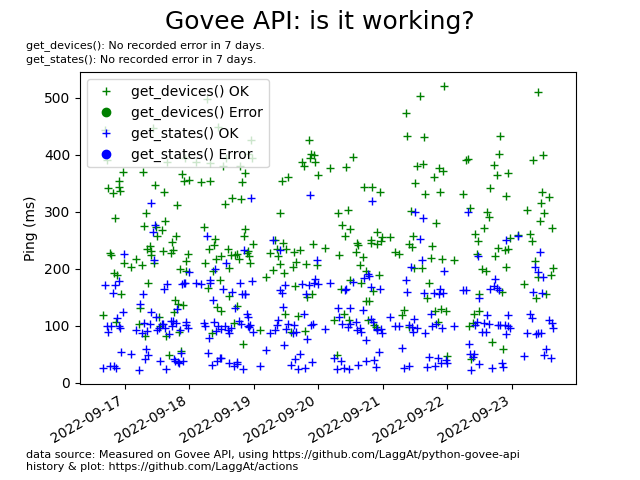 Govee API: is it working?
get_devices(): No recorded error in 7 days.
get_states(): No recorded error in 7 days.
get_devices() OK
get_devices() Error
get_states() OK
get_states() Error
Ping (ms)
500
400
300
200
100
0
2022-09-17
2022-09-18
2022-09-19
2022-09-20
2022-09-21
2022-09-22
2022-09-23
data source: Measured on Govee API, using https://github.com/LaggAt/python-govee-api
history & plot: https://github.com/LaggAt/actions